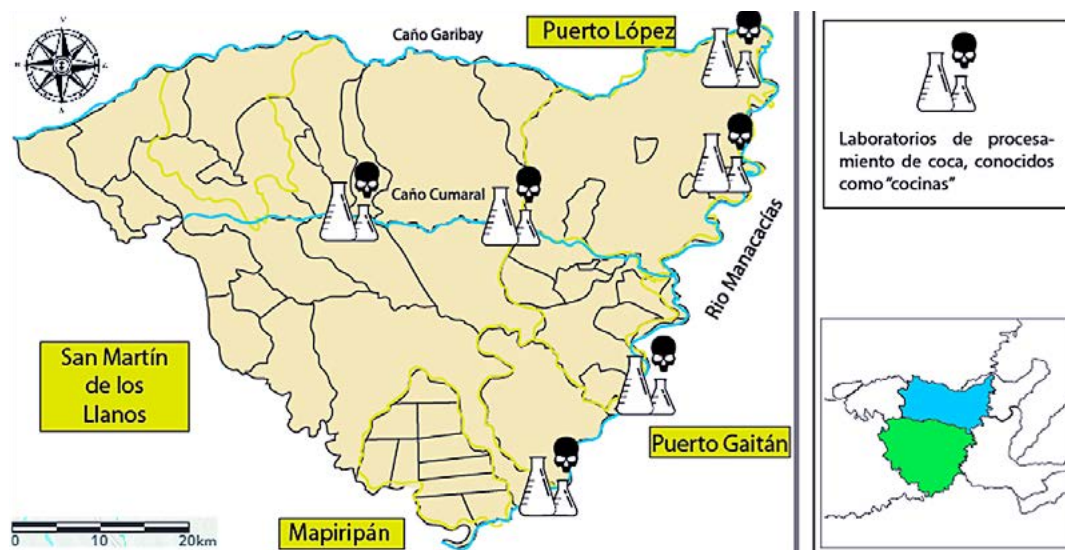 Caño Garibay
Puerto López
Caño Cumaral
Rio Manacacías
San Martín
de los
Llanos
Puerto Gaitán
Mapiripán
0 10 20km
Laboratorios de procesa-
miento de coca, conocidos
como "cocinas"